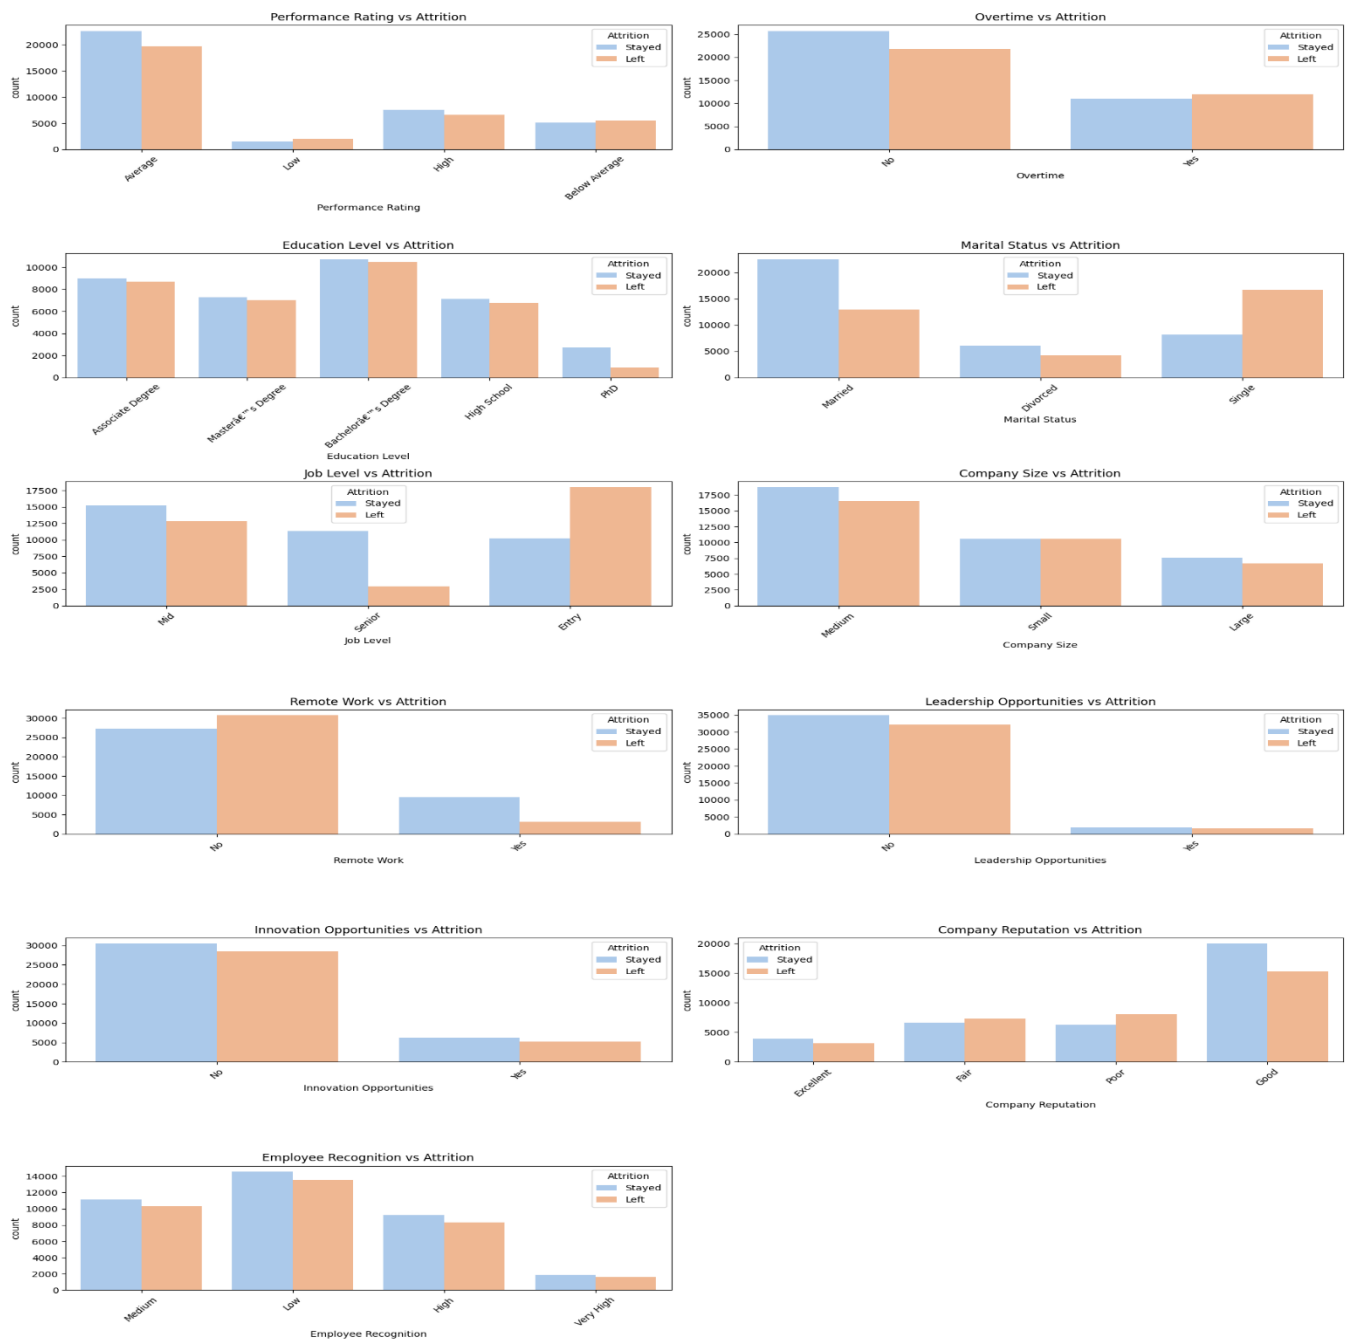 Performance Rating vs Attrition
count
20000
15000
10000
5000
0
Attrition
Stayed
Left
Average
Low
High
Below Average
Performance Rating
Overtime vs Attrition
count
25000
20000
15000
10000
5000
0
Attrition
Stayed
Left
No
Yes
Overtime
Education Level vs Attrition
count
10000
8000
6000
4000
2000
0
Attrition
Stayed
Left
Associate Degree
Masterâ€™s Degree
Bachelorâ€™s Degree
High School
PhD
Education Level
Marital Status vs Attrition
count
20000
15000
10000
5000
0
Attrition
Stayed
Left
Married
Divorced
Single
Marital Status
Job Level vs Attrition
count
17500
15000
12500
10000
7500
5000
2500
0
Attrition
Stayed
Left
Mid
Senior
Entry
Job Level
Company Size vs Attrition
count
17500
15000
12500
10000
7500
5000
2500
0
Attrition
Stayed
Left
Medium
Small
Large
Company Size
Remote Work vs Attrition
count
30000
25000
20000
15000
10000
5000
0
Attrition
Stayed
Left
No
Yes
Remote Work
Leadership Opportunities vs Attrition
count
35000
30000
25000
20000
15000
10000
5000
0
Attrition
Stayed
Left
No
Yes
Leadership Opportunities
Innovation Opportunities vs Attrition
count
30000
25000
20000
15000
10000
5000
0
Attrition
Stayed
Left
No
Yes
Innovation Opportunities
Company Reputation vs Attrition
count
20000
15000
10000
5000
0
Attrition
Stayed
Left
Excellent
Fair
Poor
Good
Company Reputation
Employee Recognition vs Attrition
count
14000
12000
10000
8000
6000
4000
2000
0
Attrition
Stayed
Left
Medium
Low
High
Very High
Employee Recognition